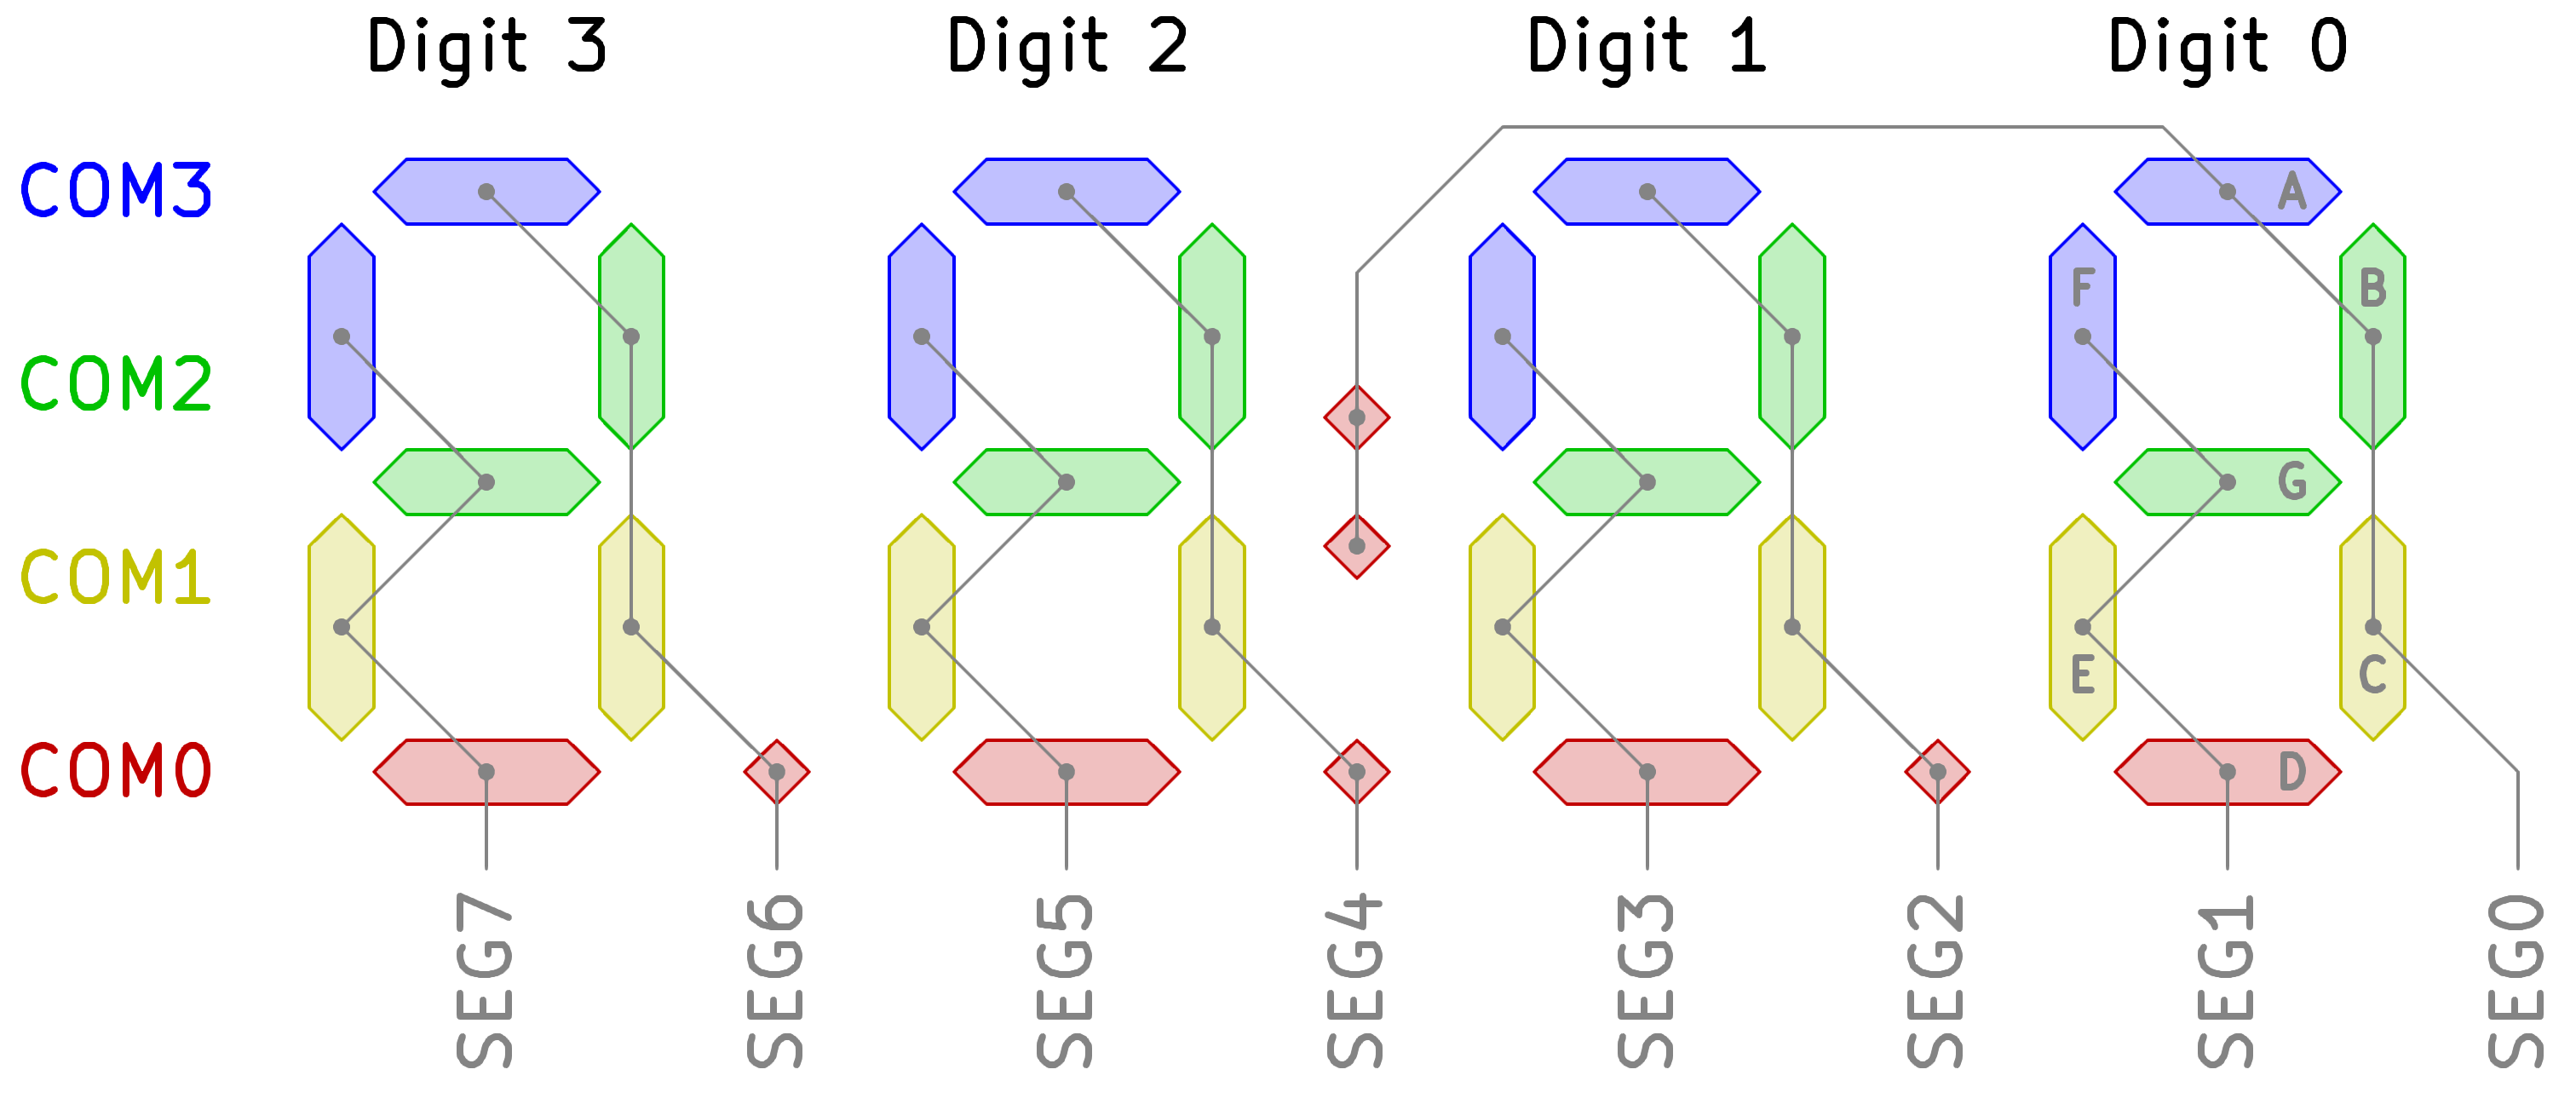 Digit 3 Digit 2 Digit 1 Digit 0
COM3
A
F B
COM2
G
COM1
E C
COM0
D
SEG7 SEG6 SEG5 SEG4 SEG3 SEG2 SEG1 SEG0